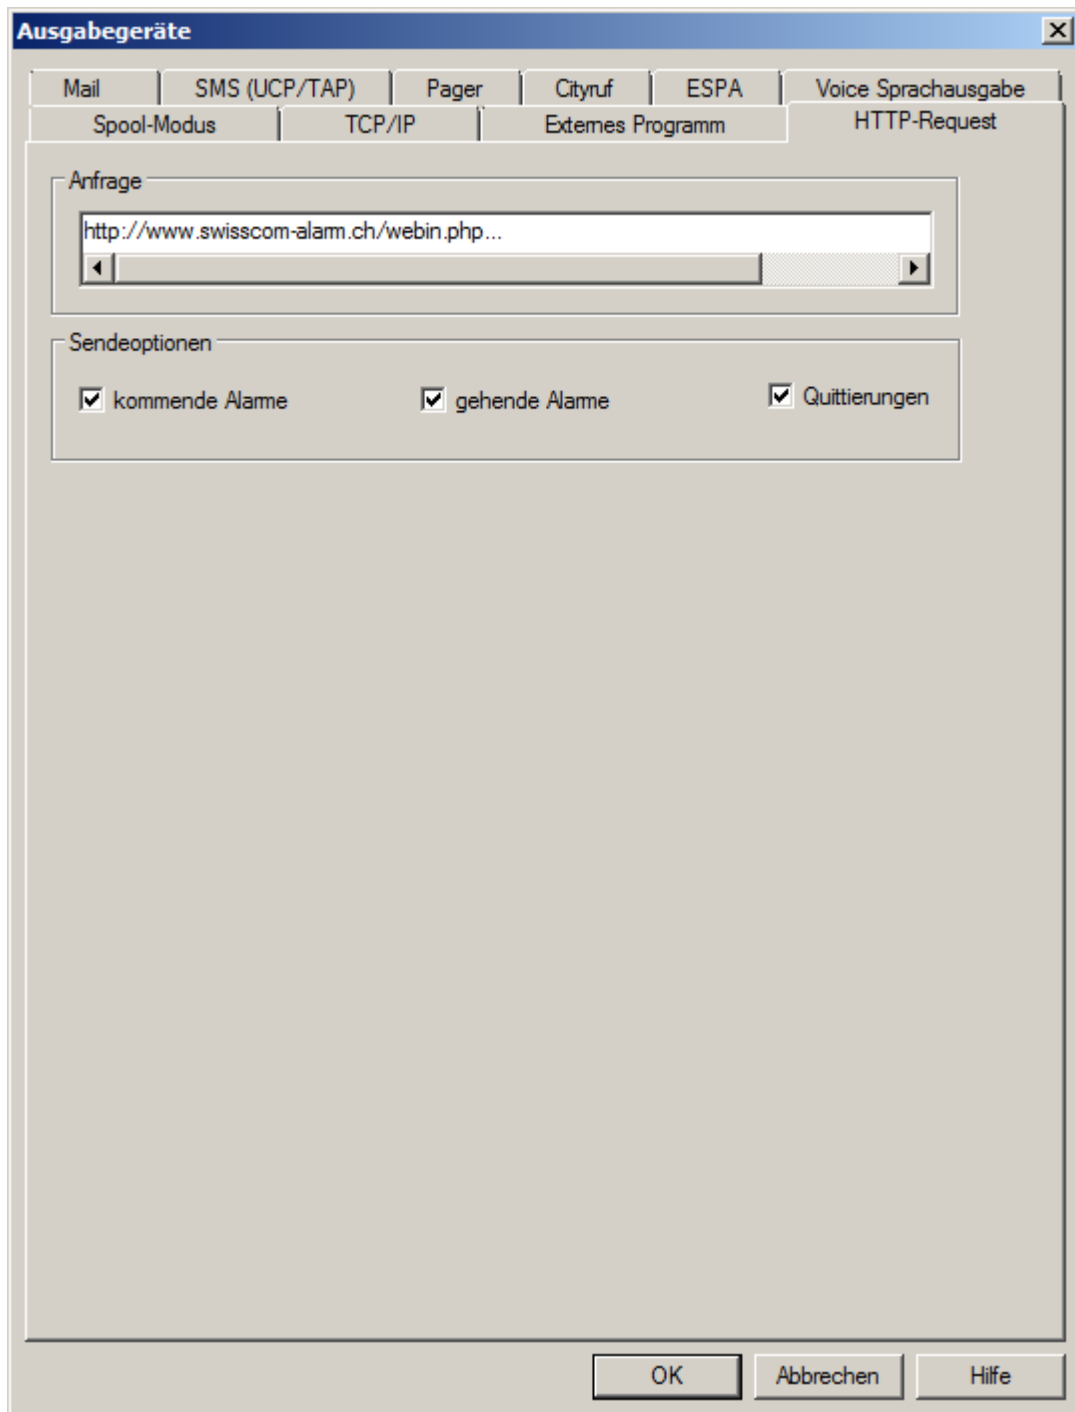 Ausgabegeräte
Mail SMS (UCP/TAP) Pager Cityruf ESPA Voice Sprachausgabe
Spool-Modus TCP/IP Externes Programm HTTP-Request
Anfrage
http://www.swisscom-alarm.ch/webin.php...
Sendeoptionen
kommende Alarme gehende Alarme Quittierungen
OK Abbrechen Hilfe